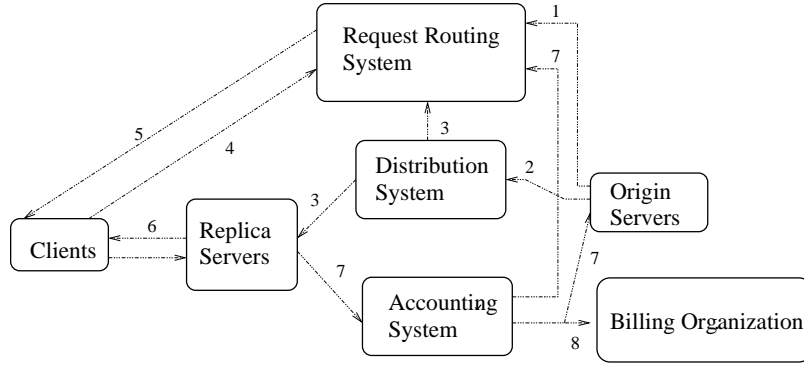 Request Routing
System
1
7
5
4
3
Distribution
System
2
Origin
Servers
3
Clients
6
Replica
Servers
7
7
Accounting
System
8
Billing Organization